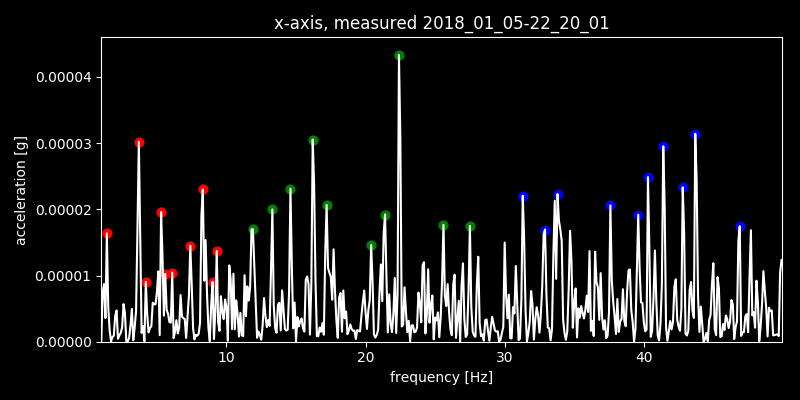 x-axis, measured 2018_01_05-22_20_01
0.00004
0.00003
0.00002
0.00001
0.00000
acceleration [g]
10 20 30 40
frequency [Hz]